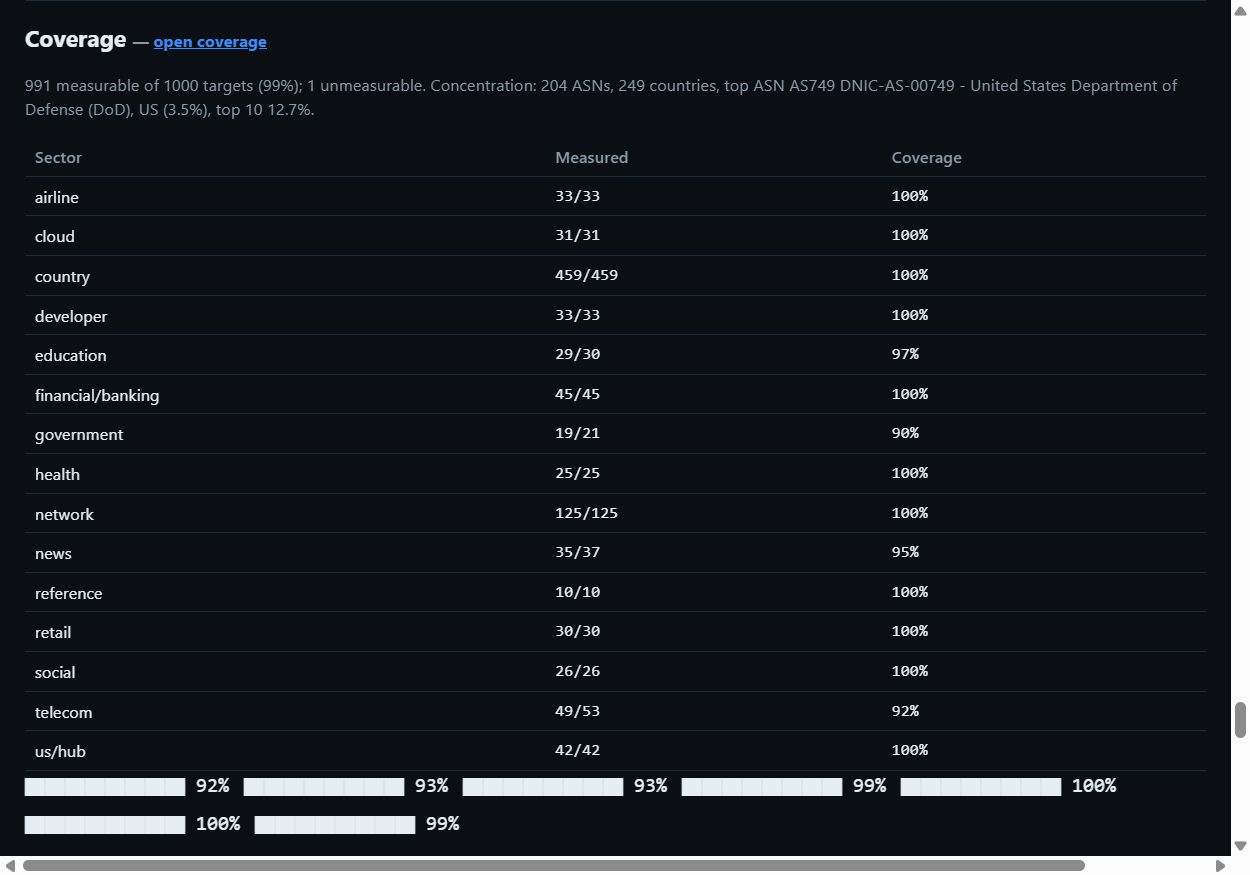 Coverage — open coverage
991 measurable of 1000 targets (99%); 1 unmeasurable. Concentration: 204 ASNs, 249 countries, top ASN AS749 DNIC-AS-00749 - United States Department of
Defense (DoD), US (3.5%), top 10 12.7%.
Sector Measured Coverage
airline 33/33 100%
cloud 31/31 100%
country 459/459 100%
developer 33/33 100%
education 29/30 97%
financial/banking 45/45 100%
government 19/21 90%
health 25/25 100%
network 125/125 100%
news 35/37 95%
reference 10/10 100%
retail 30/30 100%
social 26/26 100%
telecom 49/53 92%
us/hub 42/42 100%
92% 93% 93% 99% 100%
100% 99%